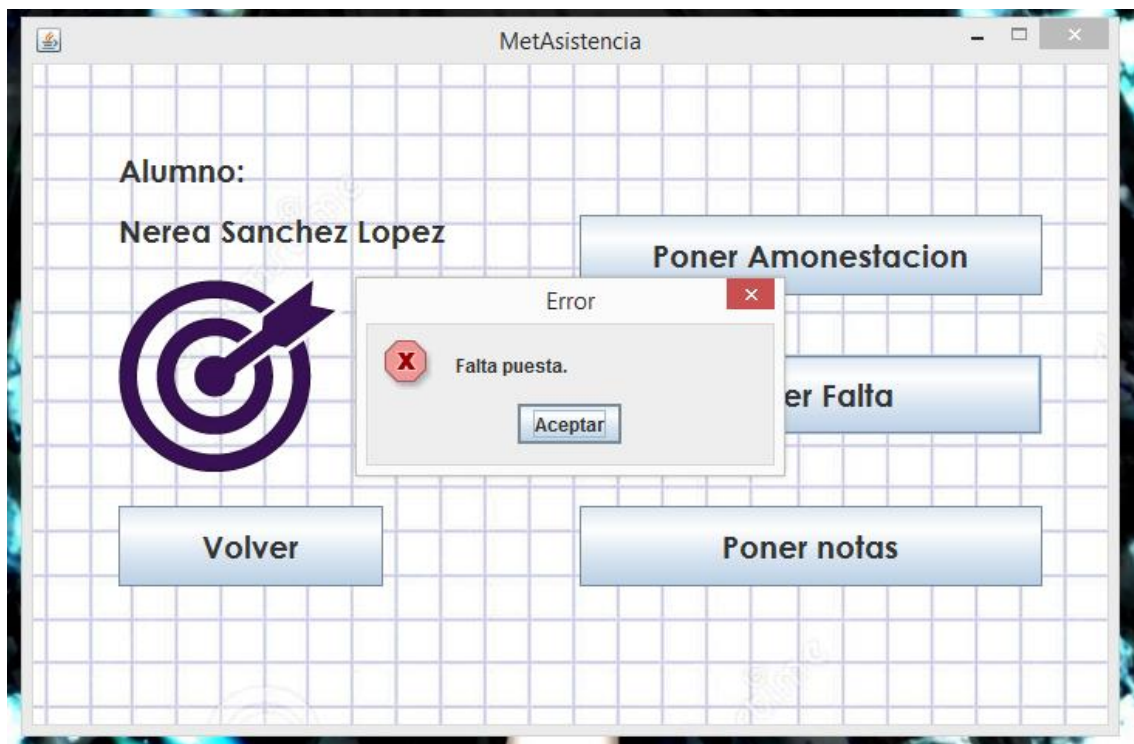 MetAsistencia
Alumno:
Nerea Sanchez Lopez
Poner Amonestacion
Error
Falta puesta.
er Falta
Aceptar
Volver
Poner notas